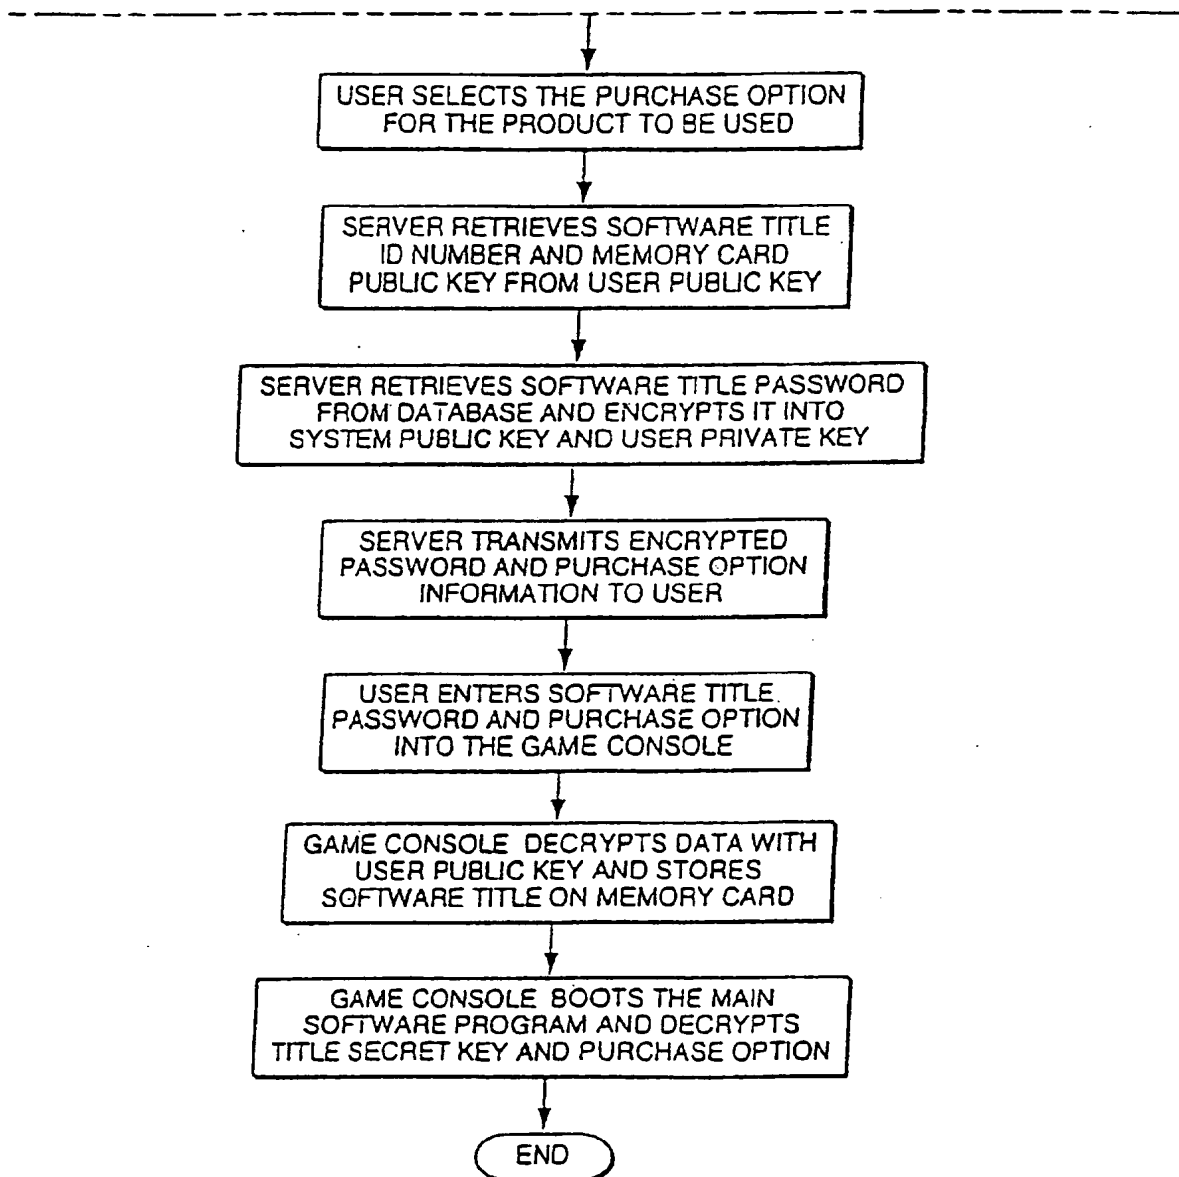 USER SELECTS THE PURCHASE OPTION
FOR THE PRODUCT TO BE USED
SERVER RETRIEVES SOFTWARE TITLE
ID NUMBER AND MEMORY CARD
PUBLIC KEY FROM USER PUBLIC KEY
SERVER RETRIEVES SOFTWARE TITLE PASSWORD
FROM DATABASE AND ENCRYPTS IT INTO
SYSTEM PUBLIC KEY AND USER PRIVATE KEY
SERVER TRANSMITS ENCRYPTED
PASSWORD AND PURCHASE OPTION
INFORMATION TO USER
USER ENTERS SOFTWARE TITLE
PASSWORD AND PURCHASE OPTION
INTO THE GAME CONSOLE
GAME CONSOLE DECRYPTS DATA WITH
USER PUBLIC KEY AND STORES
SOFTWARE TITLE ON MEMORY CARD
GAME CONSOLE BOOTS THE MAIN
SOFTWARE PROGRAM AND DECRYPTS
TITLE SECRET KEY AND PURCHASE OPTION
END